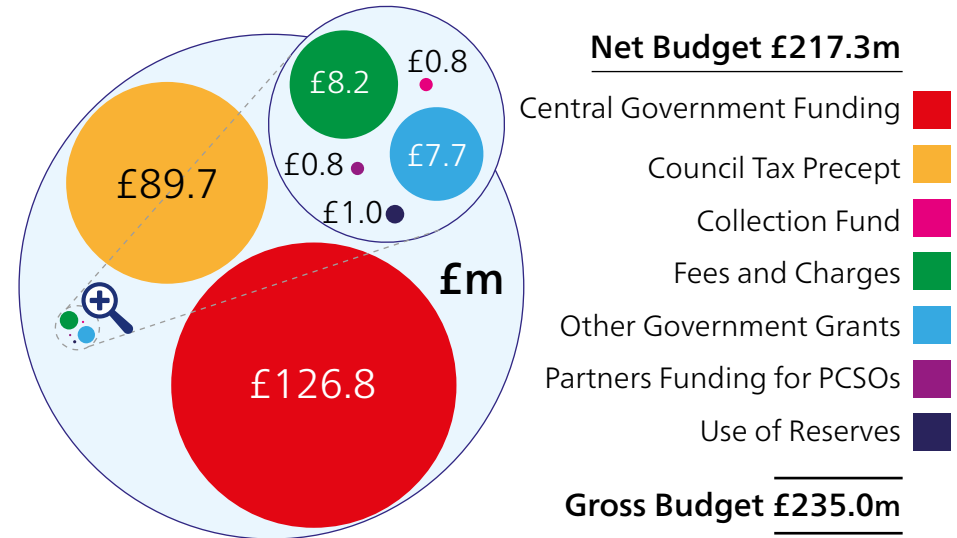 £8.2
£0.8
£7.7
£0.8
£1.0
£89.7
£m
£126.8
Net Budget £217.3m
Central Government Funding
Council Tax Precept
Collection Fund
Fees and Charges
Other Government Grants
Partners Funding for PCSOs
Use of Reserves
Gross Budget £235.0m